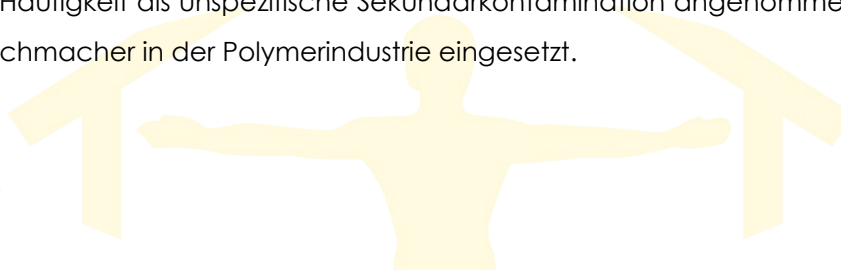 Häufigkeit als unspezifische Sekundärkontamination angenomme
chmacher in der Polymerindustrie eingesetzt.